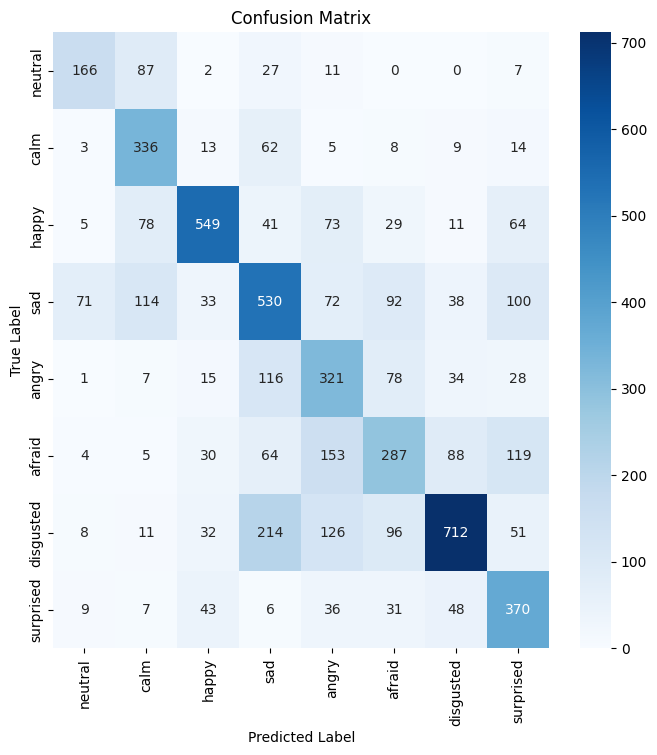 Confusion Matrix
True Label
neutral 166 87 2 27 11 0 0 7
calm 3 336 13 62 5 8 9 14
happy 5 78 549 41 73 29 11 64
sad 71 114 33 530 72 92 38 100
angry 1 7 15 116 321 78 34 28
afraid 4 5 30 64 153 287 88 119
disgusted 8 11 32 214 126 96 712 51
surprised 9 7 43 6 36 31 48 370
neutral calm happy sad angry afraid disgusted surprised
Predicted Label
700
600
500
400
300
200
100
0